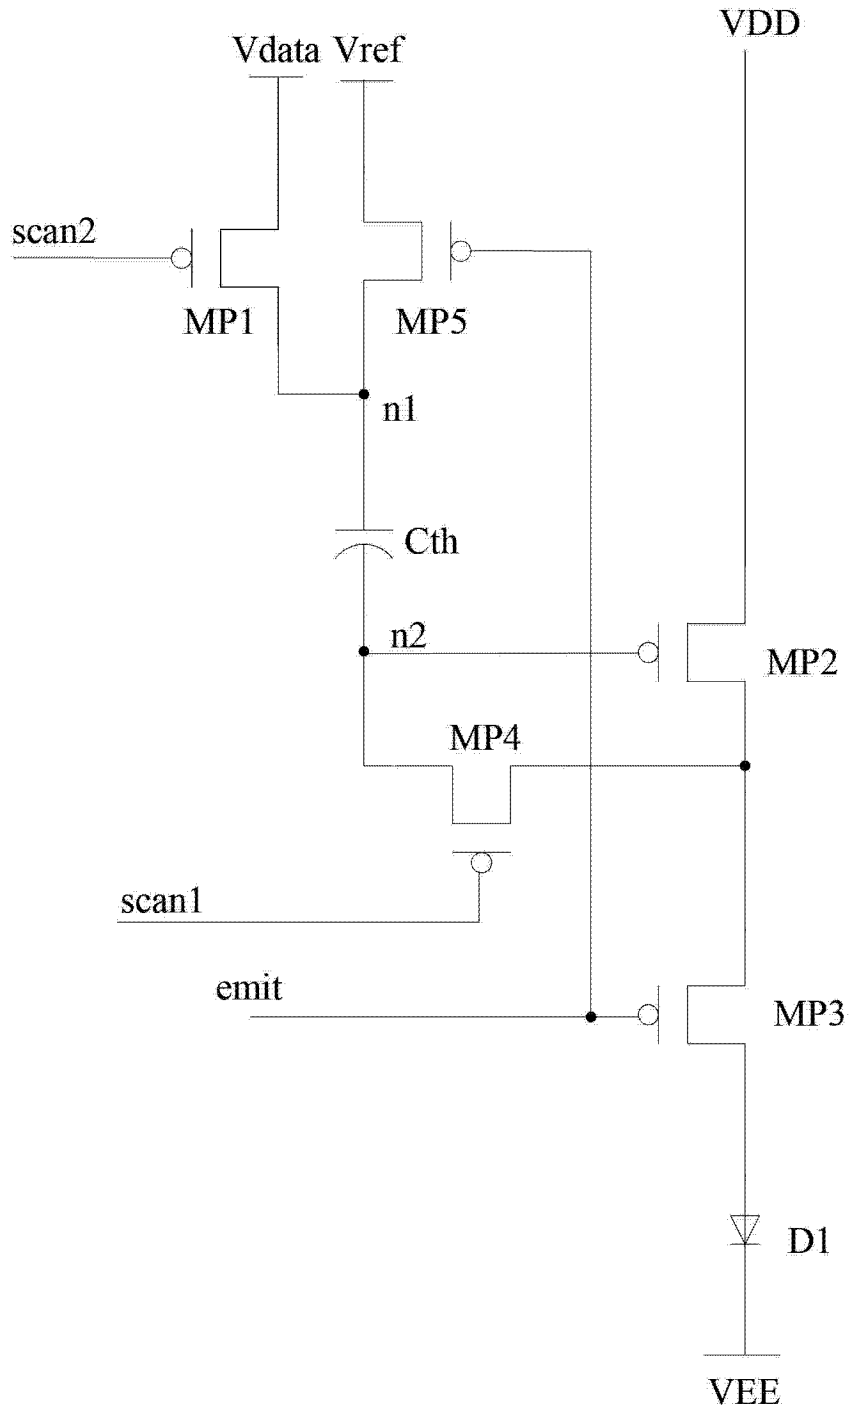 VDD
Vdata Vref
scan2
MP1
MP5
n1
Cth
n2
MP2
MP4
scan1
emit
MP3
D1
VEE